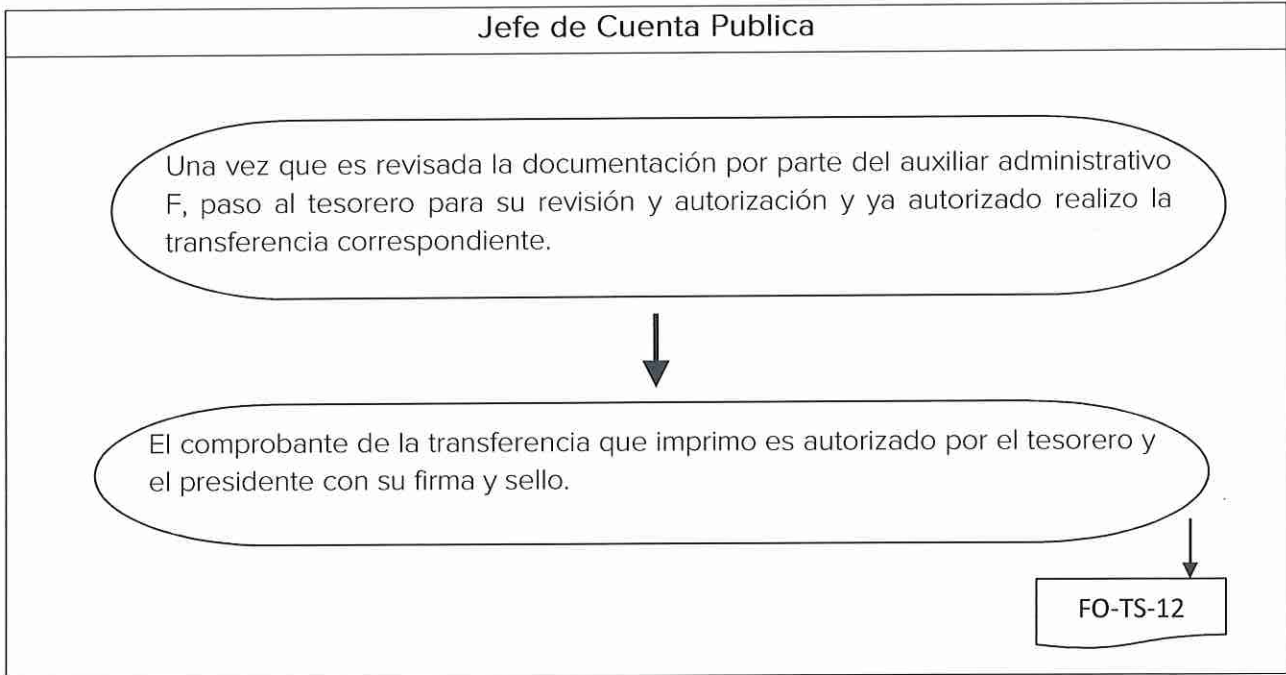 Jefe de Cuenta Publica
Una vez que es revisada la documentación por parte del auxiliar administrativo
F, paso al tesorero para su revisión y autorización y ya autorizado realizo la
transferencia correspondiente.
El comprobante de la transferencia que imprimo es autorizado por el tesorero y
el presidente con su firma y sello.
FO-TS-12